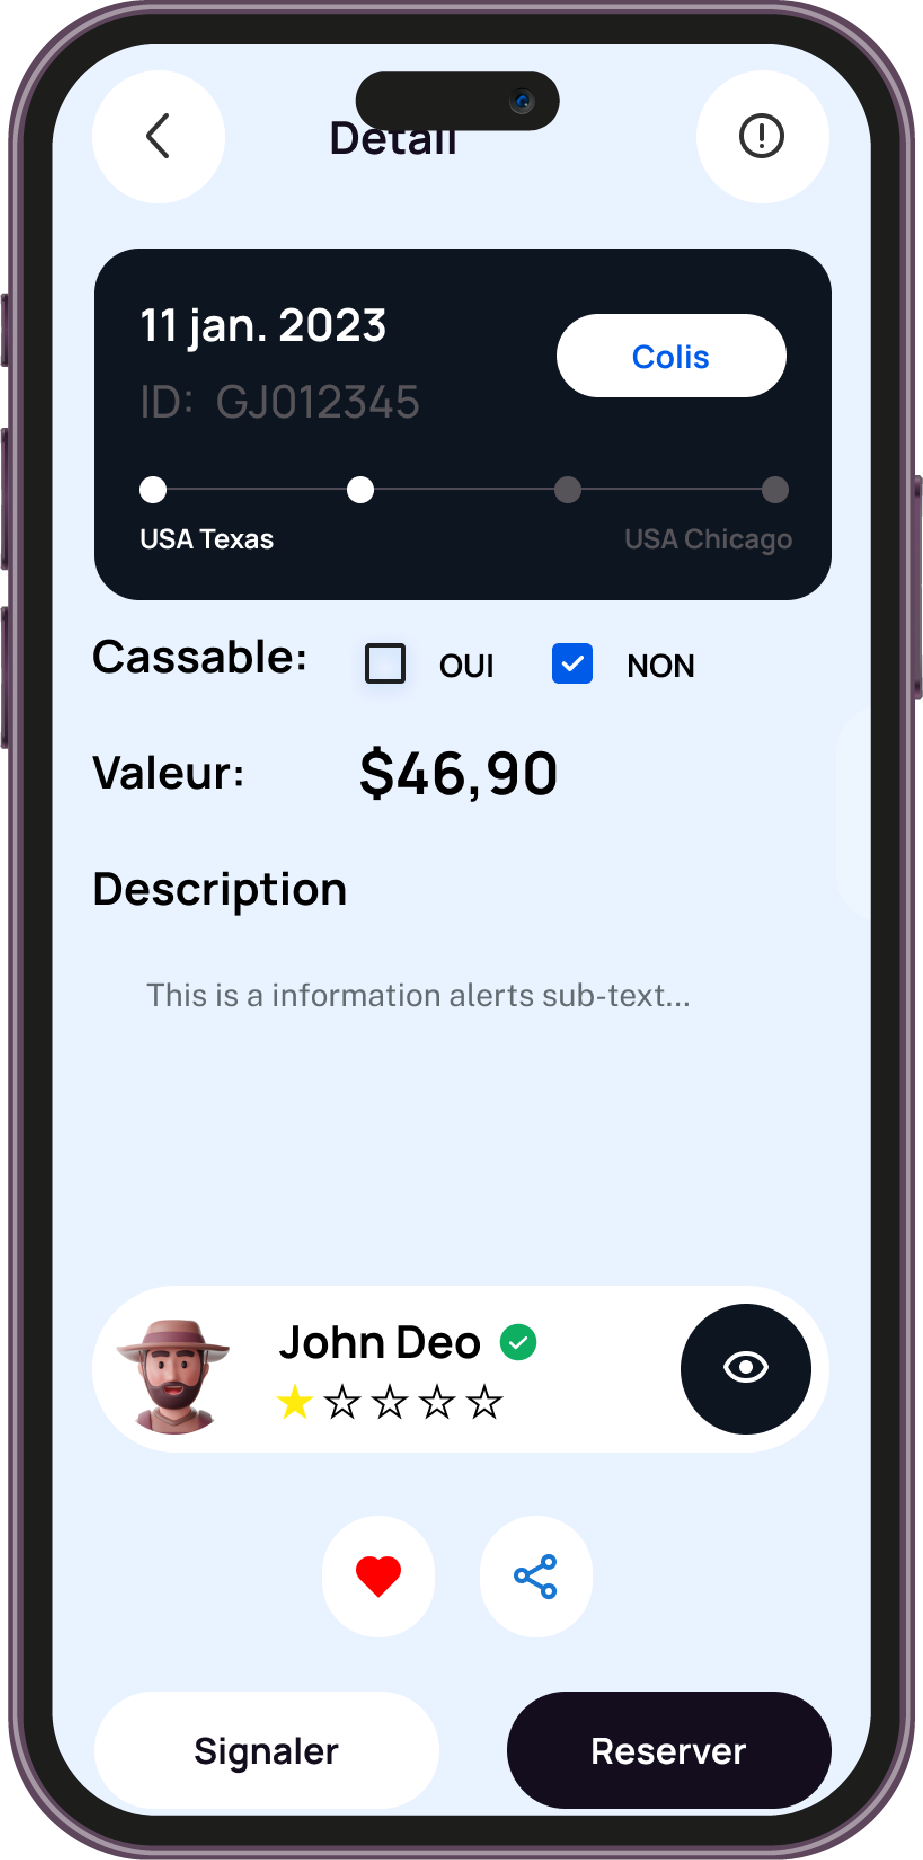 Detail
11 jan. 2023
Colis
ID: GJ012345
USA Texas USA Chicago
Cassable: OUI NON
Valeur: $46,90
Description
This is a information alerts sub-text...
John Deo
Signaler Reserver